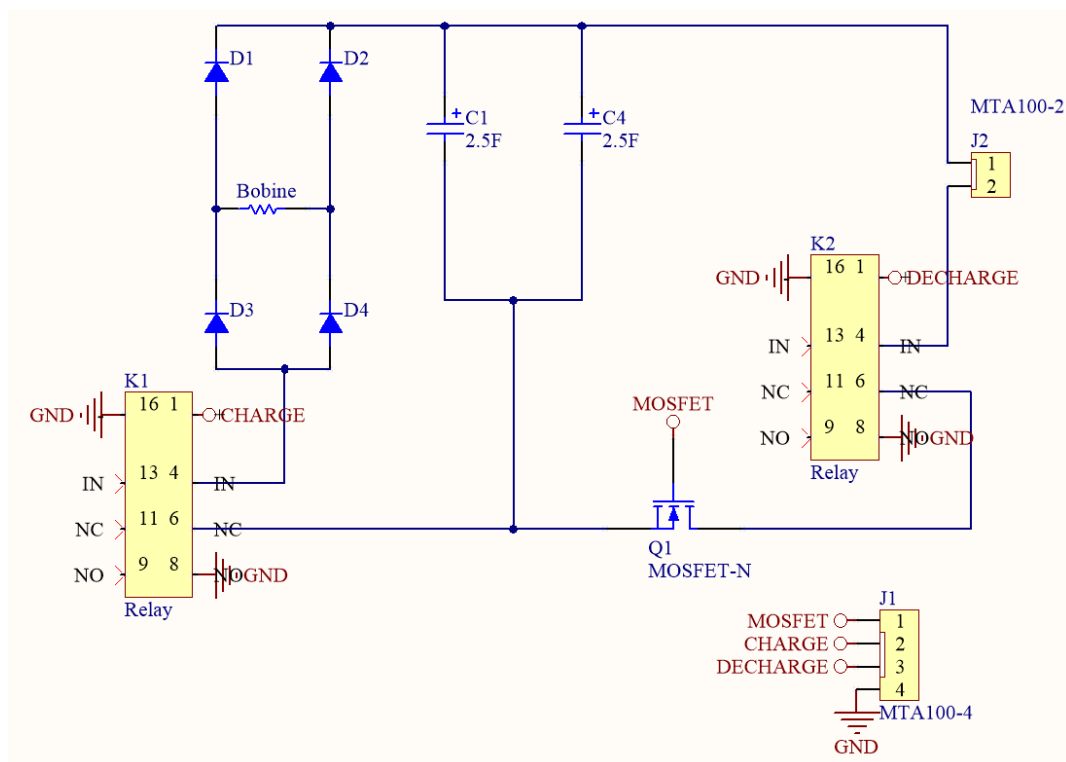 D1
D2
C1
2.5F
C4
2.5F
MTA100-2
J2
1
2
Bobine
K2
GND
16 1
DECHARGE
IN
13 4
IN
NC
11 6
NC
NO
9 8
NO
GND
Relay
D3
D4
K1
GND
16 1
CHARGE
IN
13 4
IN
NC
11 6
NC
NO
9 8
NO
GND
Relay
MOSFET
Q1
MOSFET-N
J1
MOSFET
1
CHARGE
2
DECHARGE
3
4
MTA100-4
GND